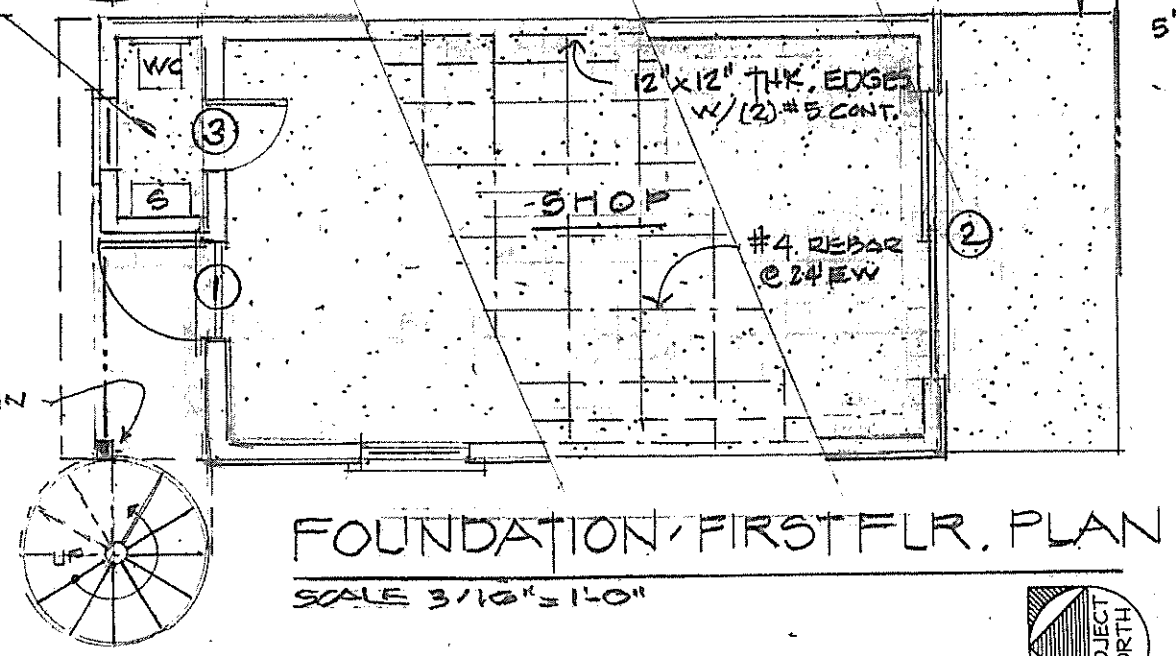 5'
WC
12"x12" THK. EDGES
W/(2) #5 CONT.
3
S
SHOP
2
#4 REBAR
@ 24" EW
1
UP
R
FOUNDATION/FIRST FLR. PLAN
SCALE 3/16" = 1'-0"